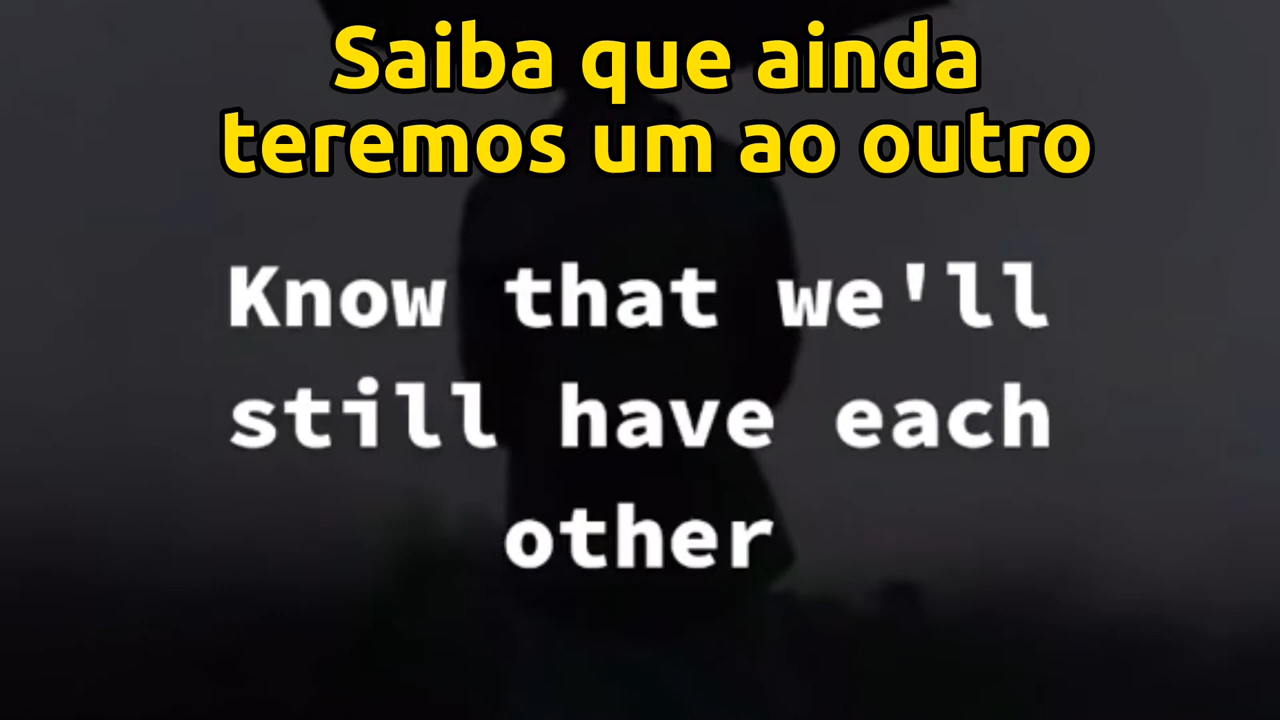 Saiba que ainda
teremos um ao outro
Know that we'll
still have each
other